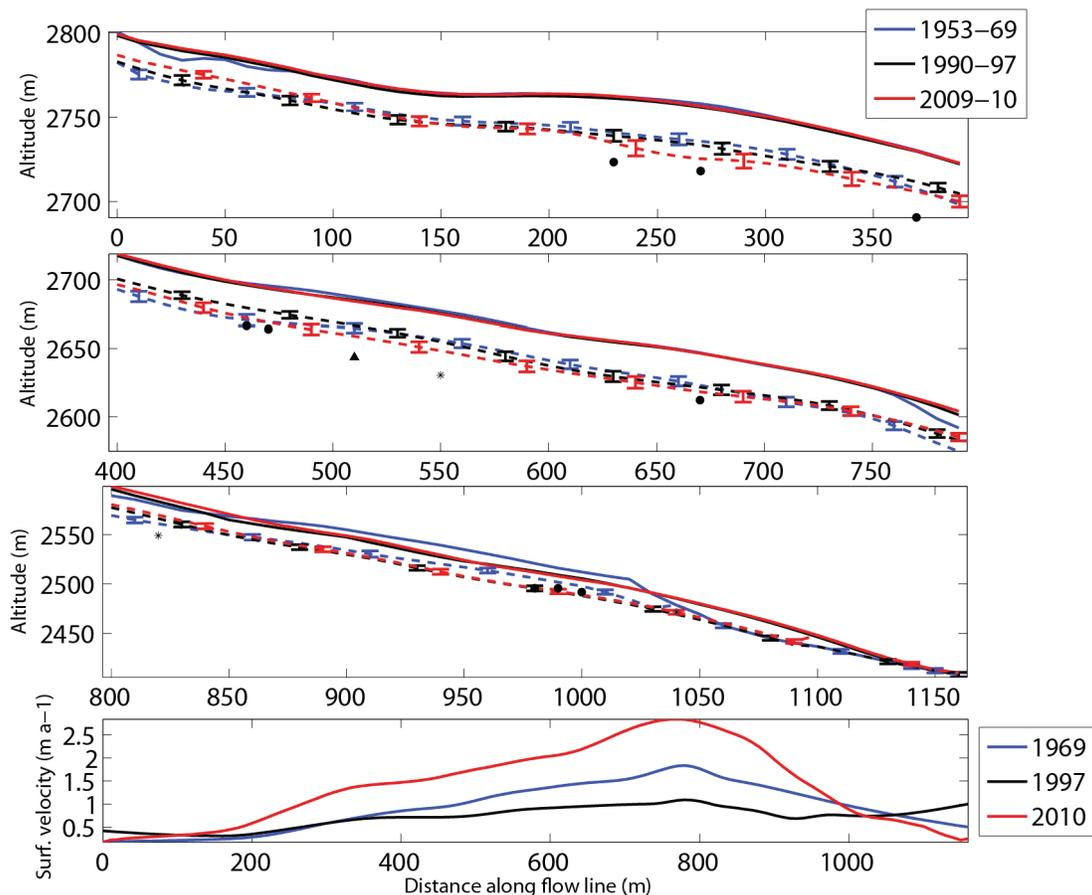 1953–69
1990–97
2009–10
Altitude (m)
2800
2750
2700
0 50 100 150 200 250 300 350
Altitude (m)
2700
2650
2600
400 450 500 550 600 650 700 750
Altitude (m)
2550
2500
2450
800 850 900 950 1000 1050 1100 1150
Surf. velocity (m a−1)
2.5
2
1.5
1
0.5
0 200 400 600 800 1000
Distance along flow line (m)
1969
1997
2010